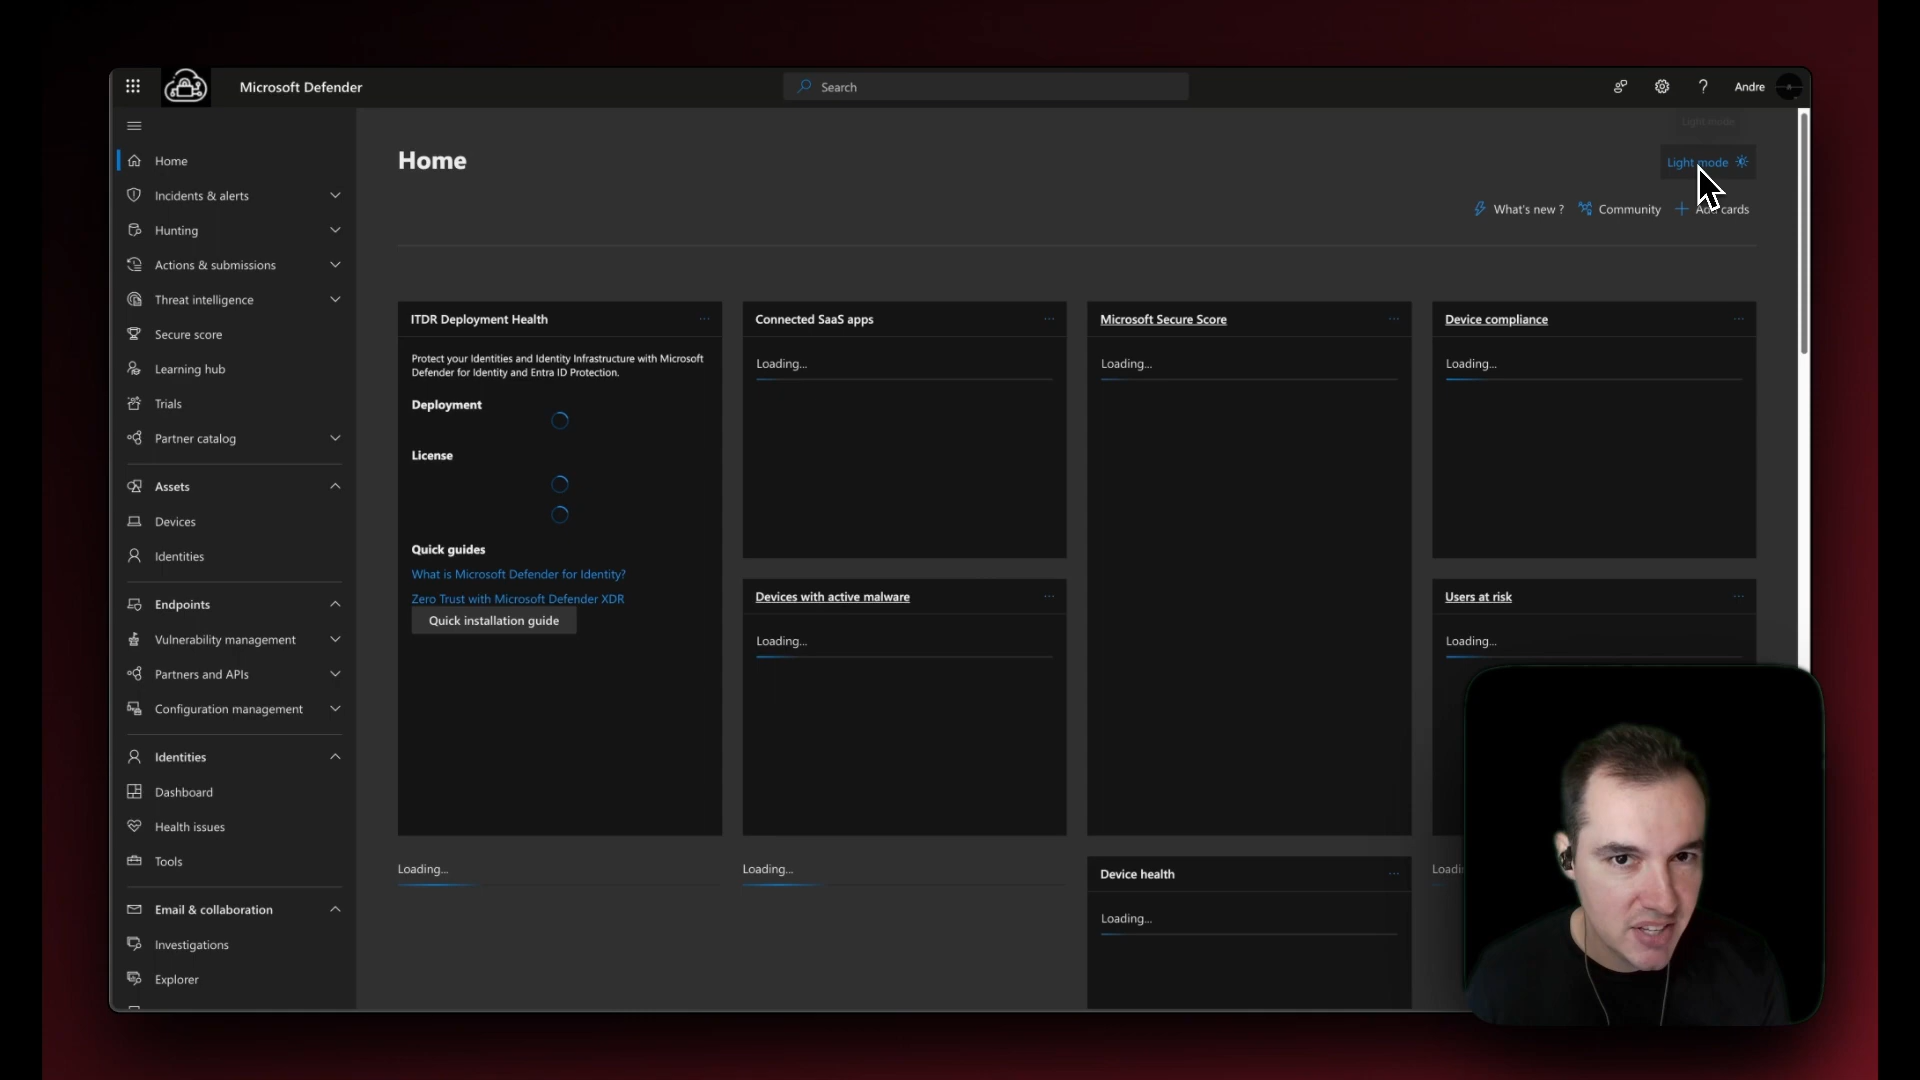 Microsoft Defender
Search
Andre
Light mode
Home
Light mode
What's new ?
Community
Add cards
Home
Incidents & alerts
Hunting
Actions & submissions
Threat intelligence
Secure score
Learning hub
Trials
Partner catalog
Assets
Devices
Identities
Endpoints
Vulnerability management
Partners and APIs
Configuration management
Identities
Dashboard
Health issues
Tools
Email & collaboration
Investigations
Explorer
ITDR Deployment Health
Protect your Identities and Identity Infrastructure with Microsoft
Defender for Identity and Entra ID Protection.
Deployment
License
Quick guides
What is Microsoft Defender for Identity?
Zero Trust with Microsoft Defender XDR
Quick installation guide
Loading...
Connected SaaS apps
Loading...
Devices with active malware
Loading...
Loading...
Microsoft Secure Score
Loading...
Device health
Loading...
Device compliance
Loading...
Users at risk
Loading...